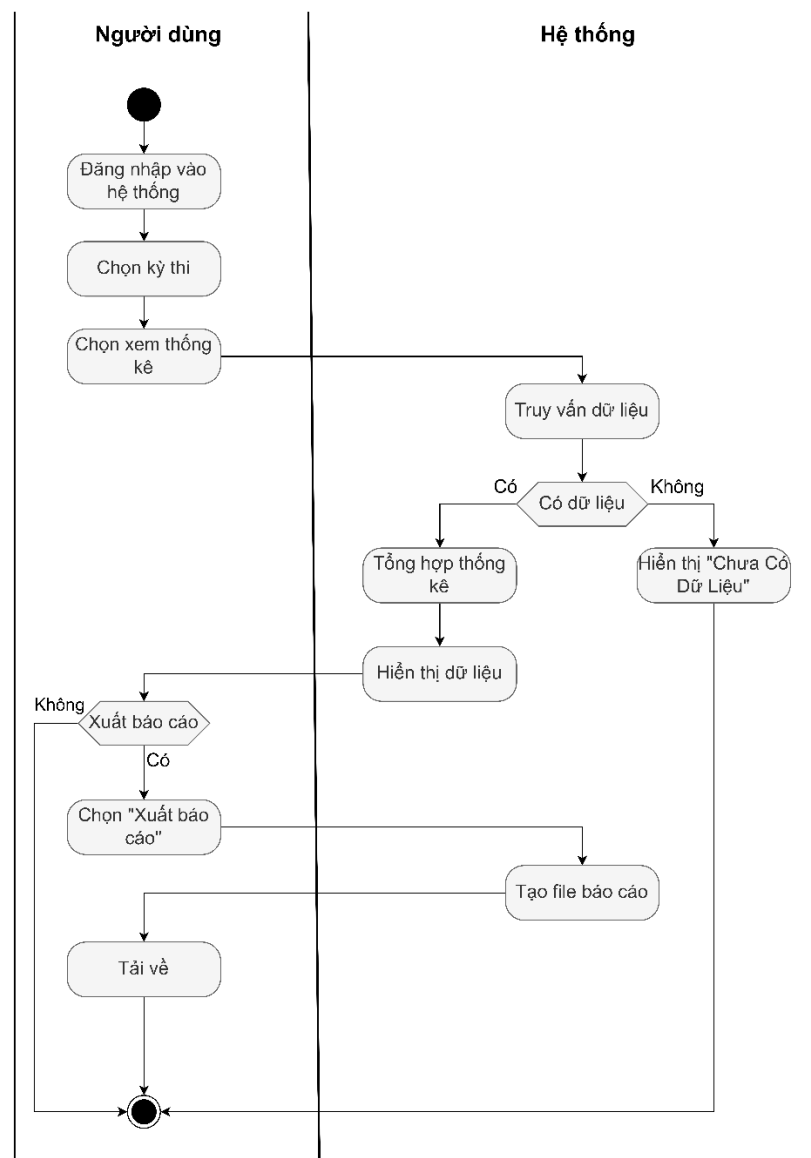 Người dùng
Hệ thống
Đăng nhập vào
hệ thống
Chọn kỳ thi
Chọn xem thống
kê
Truy vấn dữ liệu
Có
Có dữ liệu
Không
Tổng hợp thống
kê
Hiển thị "Chưa Có
Dữ Liệu"
Hiển thị dữ liệu
Không
Xuất báo cáo
Có
Chọn "Xuất báo
cáo"
Tạo file báo cáo
Tải về